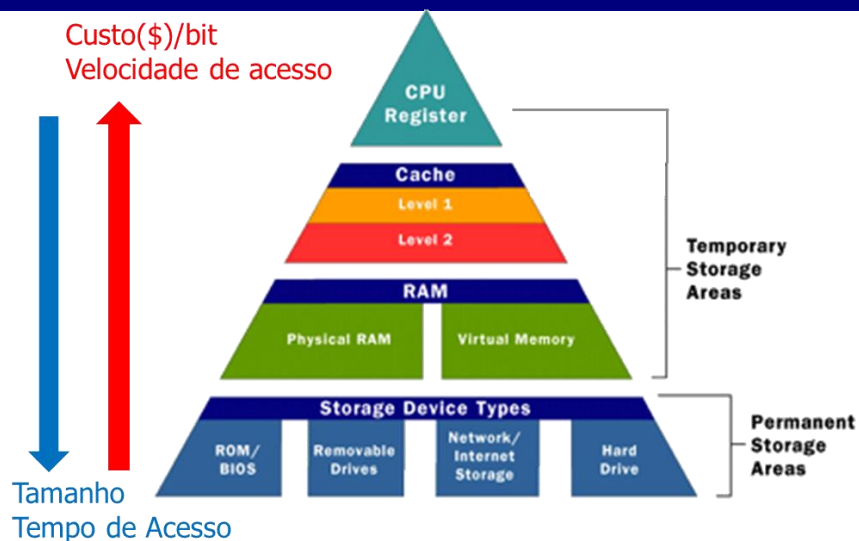 Custo($)/bit
Velocidade de acesso
CPU
Register
Cache
Level 1
Level 2
RAM
Physical RAM
Virtual Memory
Temporary
Storage
Areas
Storage Device Types
ROM/
BIOS
Removable
Drives
Network/
Internet
Storage
Hard
Drive
Permanent
Storage
Areas
Tamanho
Tempo de Acesso